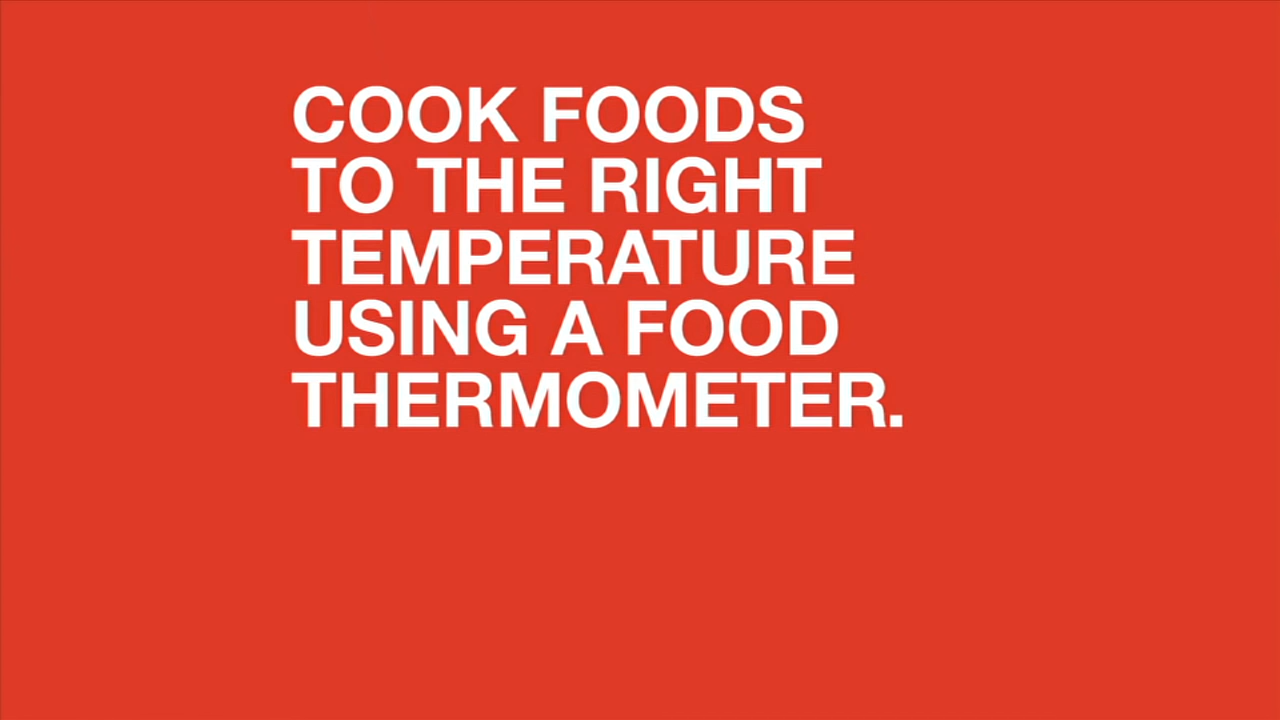 COOK FOODS
TO THE RIGHT
TEMPERATURE
USING A FOOD
THERMOMETER.